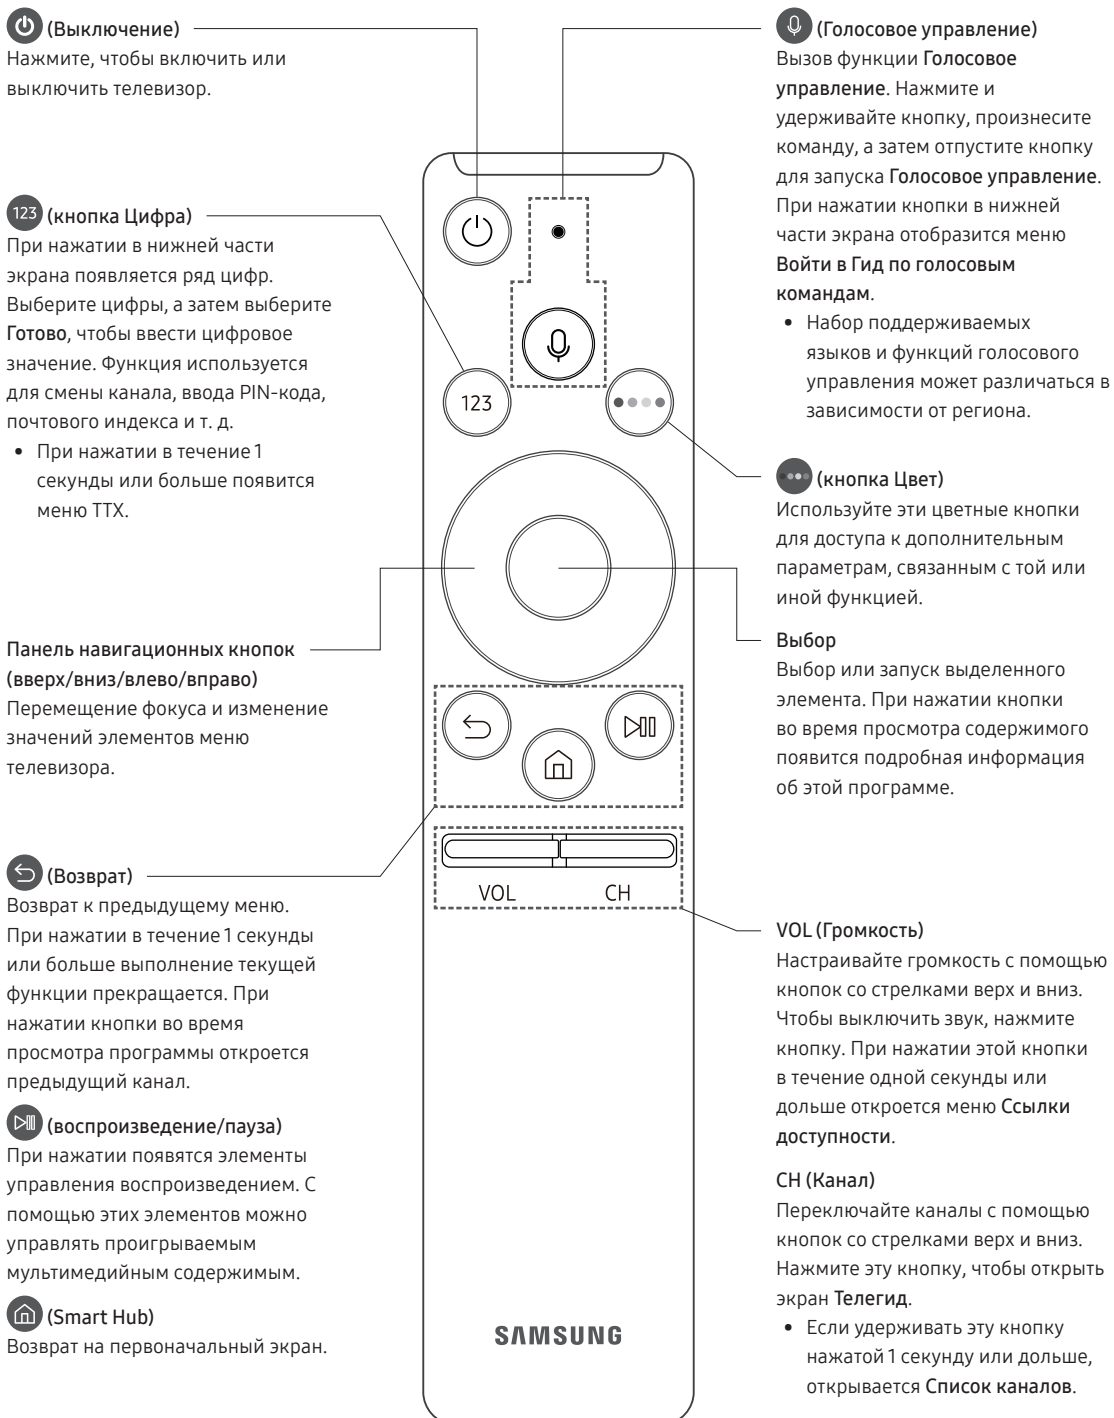 (Выключение)
Нажмите, чтобы включить или
выключить телевизор.
123 (кнопка Цифра)
При нажатии в нижней части
экрана появляется ряд цифр.
Выберите цифры, а затем выберите
Готово, чтобы ввести цифровое
значение. Функция используется
для смены канала, ввода PIN-кода,
почтового индекса и т. д.
• При нажатии в течение 1
секунды или больше появится
меню TTX.
Панель навигационных кнопок
(вверх/вниз/влево/вправо)
Перемещение фокуса и изменение
значений элементов меню
телевизора.
(Возврат)
Возврат к предыдущему меню.
При нажатии в течение 1 секунды
или больше выполнение текущей
функции прекращается. При
нажатии кнопки во время
просмотра программы откроется
предыдущий канал.
(воспроизведение/пауза)
При нажатии появятся элементы
управления воспроизведением. С
помощью этих элементов можно
управлять проигрываемым
мультимедийным содержимым.
(Smart Hub)
Возврат на первоначальный экран.
123
VOL CH
SAMSUNG
(Голосовое управление)
Вызов функции Голосовое
управление. Нажмите и
удерживайте кнопку, произнесите
команду, а затем отпустите кнопку
для запуска Голосовое управление.
При нажатии кнопки в нижней
части экрана отобразится меню
Войти в Гид по голосовым
командам.
• Набор поддерживаемых
языков и функций голосового
управления может различаться в
зависимости от региона.
(кнопка Цвет)
Используйте эти цветные кнопки
для доступа к дополнительным
параметрам, связанным с той или
иной функцией.
Выбор
Выбор или запуск выделенного
элемента. При нажатии кнопки
во время просмотра содержимого
появится подробная информация
об этой программе.
VOL (Громкость)
Настраивайте громкость с помощью
кнопок со стрелками верх и вниз.
Чтобы выключить звук, нажмите
кнопку. При нажатии этой кнопки
в течение одной секунды или
дольше откроется меню Ссылки
доступности.
CH (Канал)
Переключайте каналы с помощью
кнопок со стрелками верх и вниз.
Нажмите эту кнопку, чтобы открыть
экран Телегид.
• Если удерживать эту кнопку
нажатой 1 секунду или дольше,
открывается Список каналов.